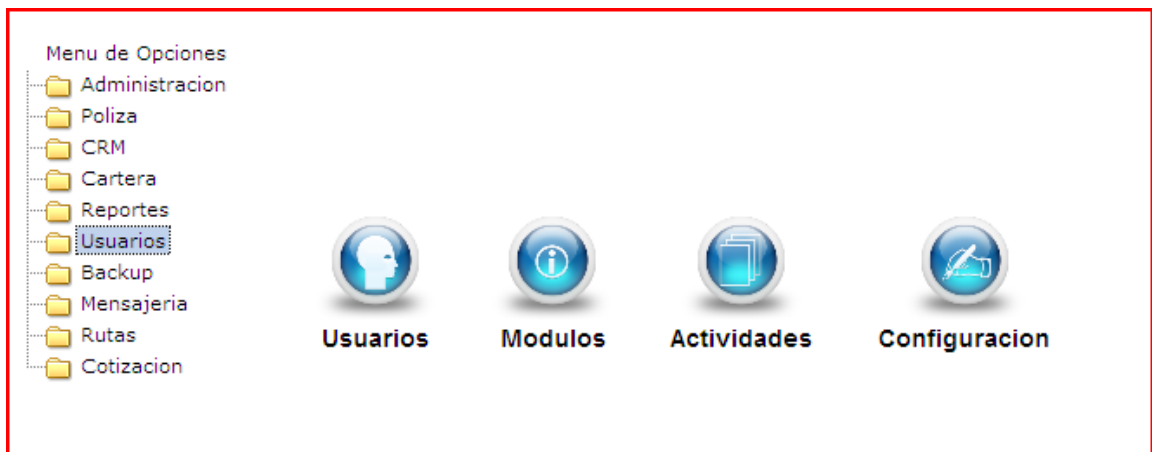 Menu de Opciones
Administracion
Poliza
CRM
Cartera
Reportes
Usuarios
Backup
Mensajeria
Rutas
Cotizacion
Usuarios Modulos Actividades Configuracion